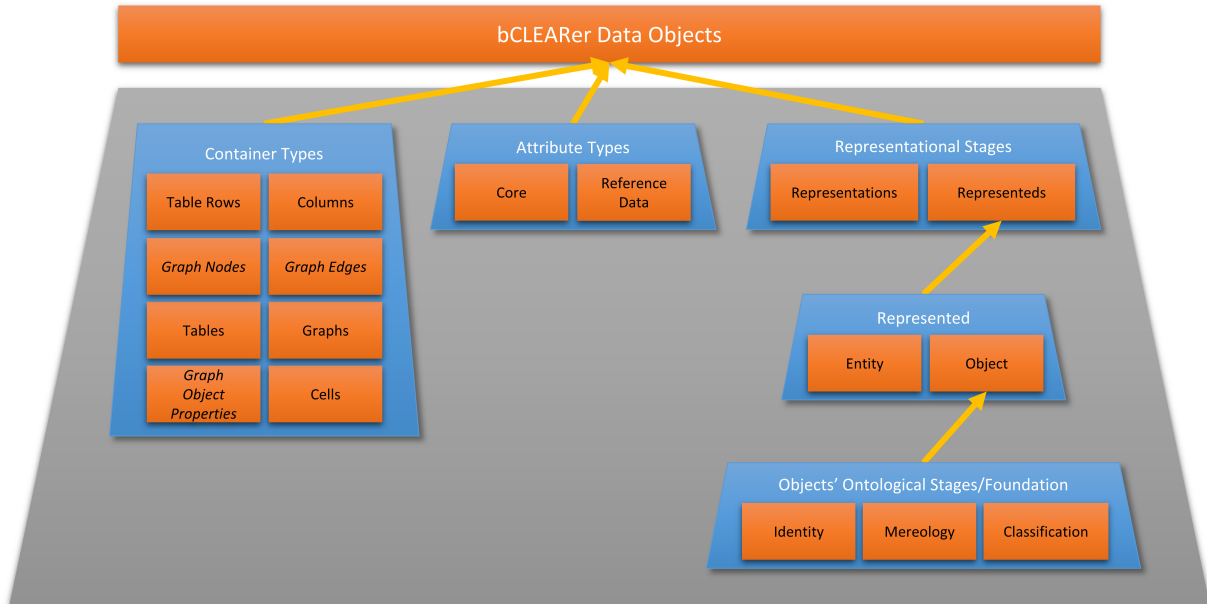 bCLEARer Data Objects
Container Types
Table Rows
Columns
Graph Nodes
Graph Edges
Tables
Graphs
Graph
Object
Properties
Cells
Attribute Types
Core
Reference
Data
Representational Stages
Representations
Representeds
Represented
Entity
Object
Objects’ Ontological Stages/Foundation
Identity
Mereology
Classification